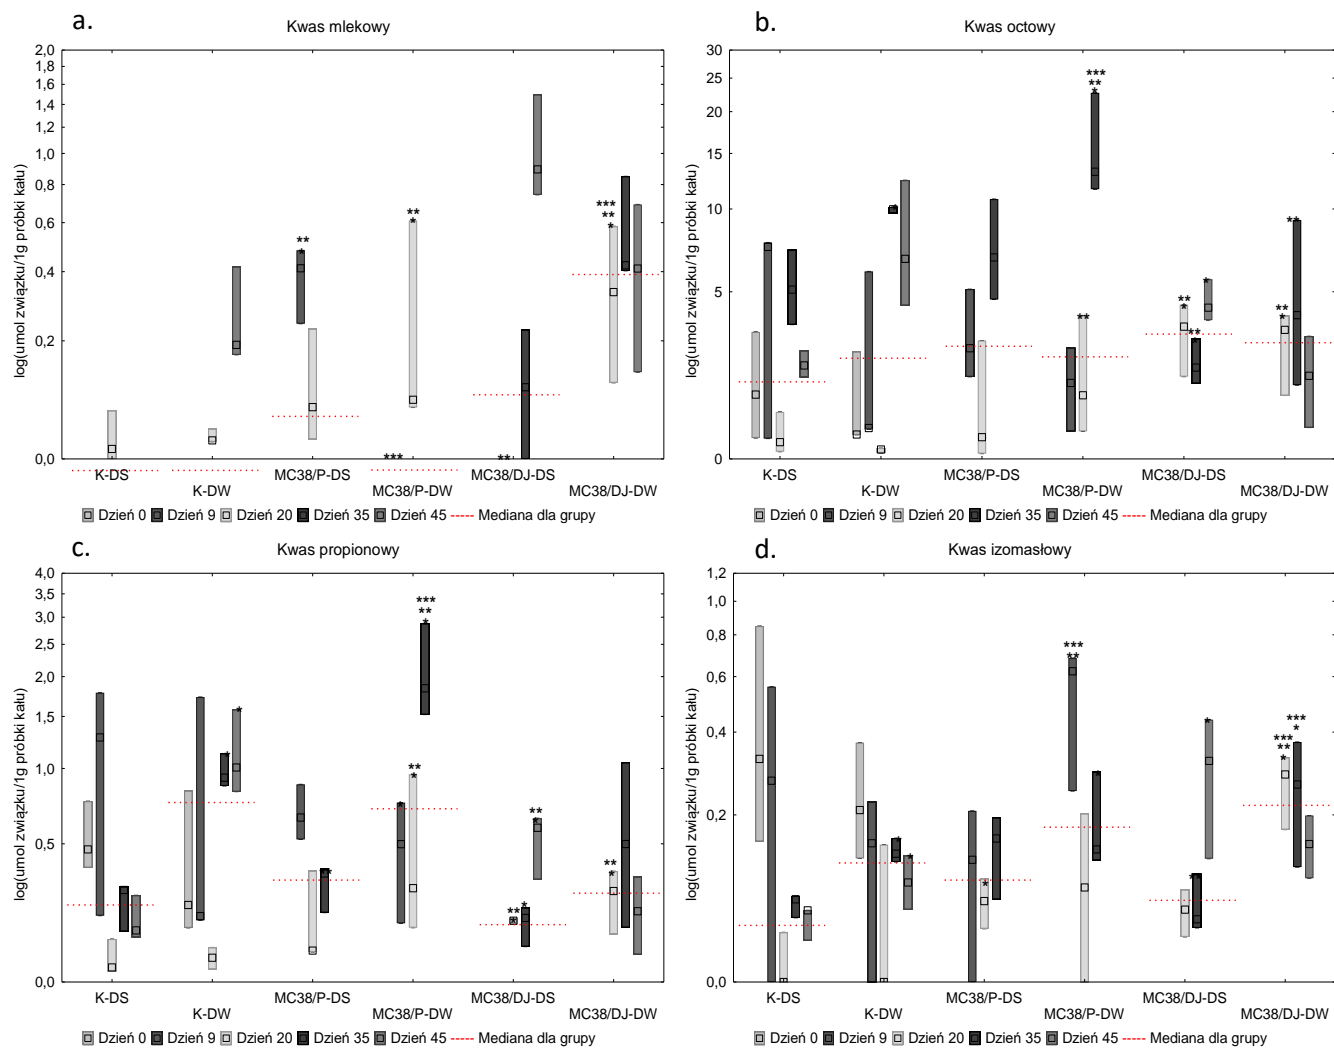 a.
Kwas mlekowy
log(umol związku/1g próbki kału)
2,0
1,8
1,6
1,4
1,2
1,0
0,8
0,6
0,4
0,2
0,0
** *
** *
*** ** *
***
**
K-DS
K-DW
MC38/P-DS
MC38/P-DW
MC38/DJ-DS
MC38/DJ-DW
Dzień 0 Dzień 9 Dzień 20 Dzień 35 Dzień 45 Mediana dla grupy
b.
Kwas octowy
log(umol związku/1g próbki kału)
30
25
20
15
10
5
0
*
*** ** *
**
** *
** *
*
** *
**
K-DS
K-DW
MC38/P-DS
MC38/P-DW
MC38/DJ-DS
MC38/DJ-DW
Dzień 0 Dzień 9 Dzień 20 Dzień 35 Dzień 45 Mediana dla grupy
c.
Kwas propionowy
log(umol związku/1g próbki kału)
4,0
3,5
3,0
2,5
2,0
1,5
1,0
0,5
0,0
*
*
**
*
** *
*** ** *
** *
*
** *
** *
K-DS
K-DW
MC38/P-DS
MC38/P-DW
MC38/DJ-DS
MC38/DJ-DW
Dzień 0 Dzień 9 Dzień 20 Dzień 35 Dzień 45 Mediana dla grupy
d.
Kwas izomasłowy
log(umol związku/1g próbki kału)
1,2
1,0
0,8
0,6
0,4
0,2
0,0
*
*
*
*** **
*
**
*
*** ** *
*** *
K-DS
K-DW
MC38/P-DS
MC38/P-DW
MC38/DJ-DS
MC38/DJ-DW
Dzień 0 Dzień 9 Dzień 20 Dzień 35 Dzień 45 Mediana dla grupy